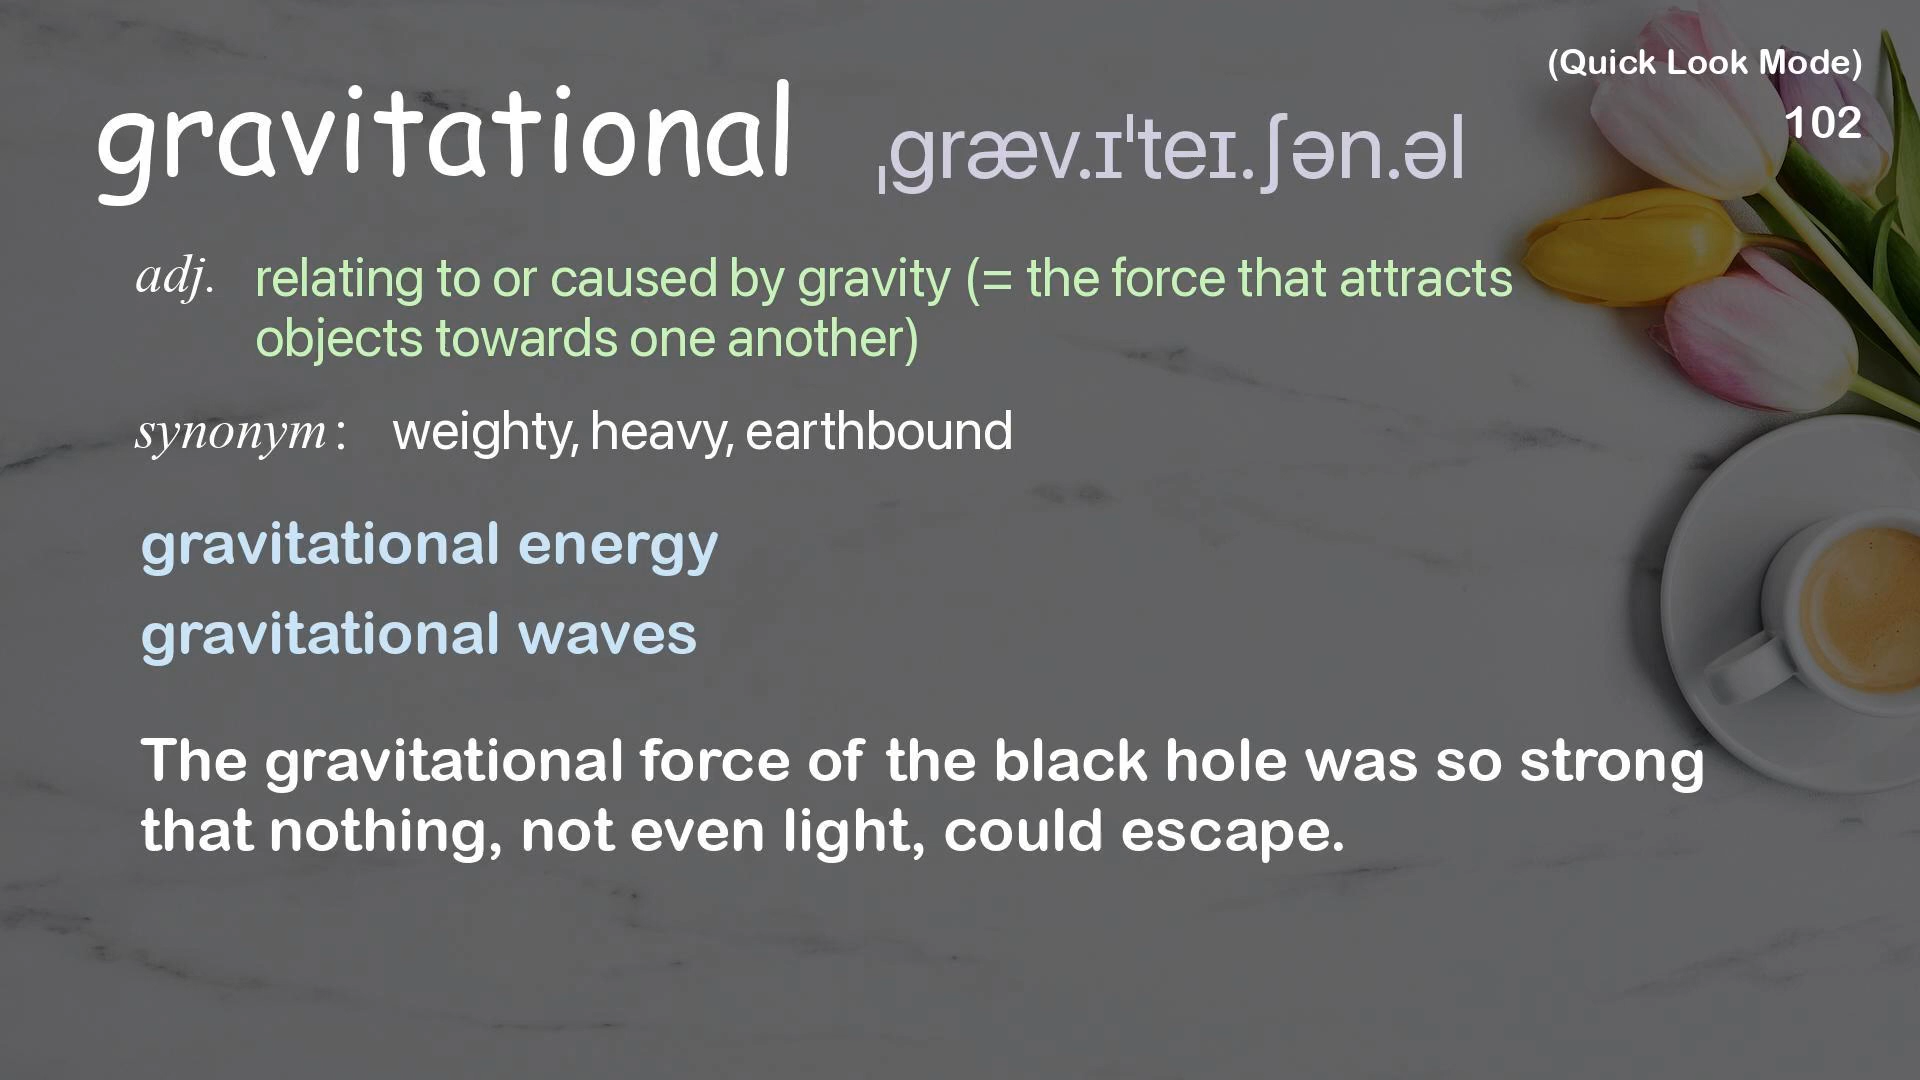 (Quick Look Mode)
gravitational ˌɡræv.ɪˈteɪ.ʃən.əl
102
adj. relating to or caused by gravity (= the force that attracts
objects towards one another)
synonym: weighty, heavy, earthbound
gravitational energy
gravitational waves
The gravitational force of the black hole was so strong
that nothing, not even light, could escape.